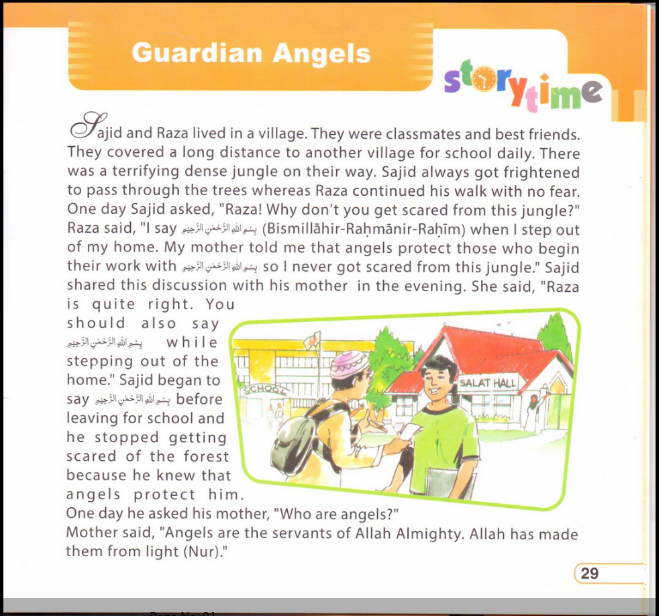 Guardian Angels
story time
Sajid and Raza lived in a village. They were classmates and best friends.
They covered a long distance to another village for school daily. There
was a terrifying dense jungle on their way. Sajid always got frightened
to pass through the trees whereas Raza continued his walk with no fear.
One day Sajid asked, "Raza! Why don't you get scared from this jungle?"
Raza said, "I say بِسْمِ اللّٰهِ الرَّحْمٰنِ الرَّحِيْمِ (Bismillāhir-Raḥmānir-Raḥīm) when I step out
of my home. My mother told me that angels protect those who begin
their work with بِسْمِ اللّٰهِ الرَّحْمٰنِ الرَّحِيْمِ so I never got scared from this jungle." Sajid
shared this discussion with his mother in the evening. She said, "Raza
is quite right. You
should also say
بِسْمِ اللّٰهِ الرَّحْمٰنِ الرَّحِيْمِ while
stepping out of the
home." Sajid began to
say بِسْمِ اللّٰهِ الرَّحْمٰنِ الرَّحِيْمِ before
leaving for school and
he stopped getting
scared of the forest
because he knew that
angels protect him.
SCHOOL
SALAT HALL
One day he asked his mother, "Who are angels?"
Mother said, "Angels are the servants of Allah Almighty. Allah has made
them from light (Nur)."
29